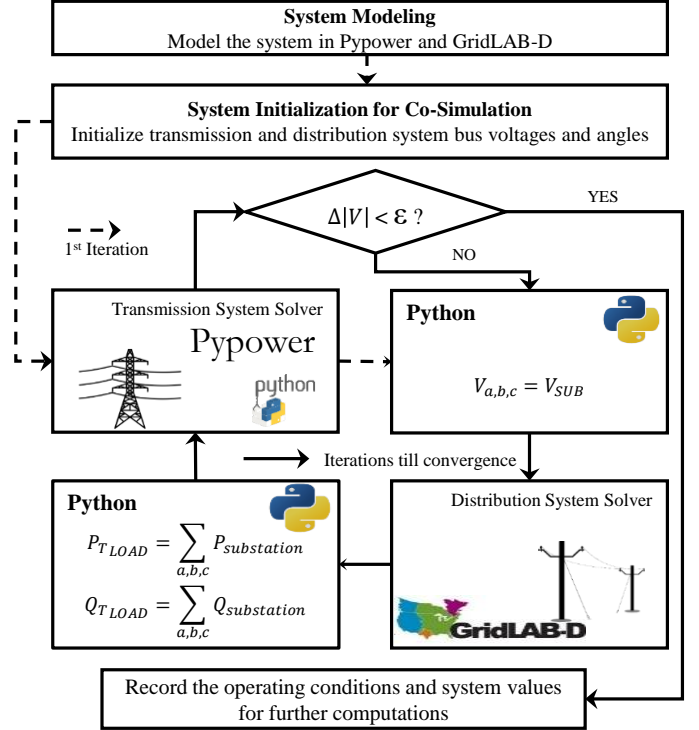 System Modeling
Model the system in Pypower and GridLAB-D
System Initialization for Co-Simulation
Initialize transmission and distribution system bus voltages and angles
Δ|V| < ε ?
YES
NO
1st Iteration
Transmission System Solver
Pypower
python
Python
V_{a,b,c} = V_{SUB}
Iterations till convergence
Python
P_{T LOAD} = ∑_{a,b,c} P_{substation}
Q_{T LOAD} = ∑_{a,b,c} Q_{substation}
Distribution System Solver
GridLAB-D
Record the operating conditions and system values
for further computations